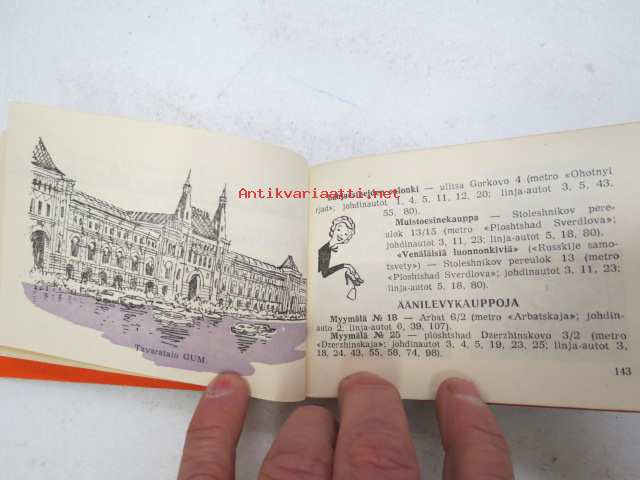 Antikvariaatti.net
Tavaratalo GUM.
salonki — ulitsa Gorkovo 4 (metro «Ohotnyi
rjad»; johdinautot 1, 4, 5, 11, 12, 20; linja-autot 3, 5, 43,
55, 80).
Muistoesinekauppa — Stoleshnikov pere-
ulok 13/15 (metro «Ploshtshad Sverdlova»;
johdinautot 3, 11, 23; linja-autot 5, 18, 80).
«Venäläisiä luonnonkiviä» («Russkije samo-
tsvety») — Stoleshnikov pereulok 13 (metro
«Ploshtshad Sverdlova»; johdinautot 3, 11, 23;
linja-autot 5, 18, 80).
ÄÄNILEVYKAUPPOJA
Myymälä № 18 — Arbat 6/2 (metro «Arbatskaja»; johdin-
auto 2, linja-autot 6, 39, 107).
Myymälä № 25 — ploshtshad Dzerzhinskovo 3/2 (metro
«Dzerzhinskaja»; johdinautot 3, 4, 5, 19, 23, 25; linja-autot 3,
18, 24, 43, 55, 58, 74, 98).
143